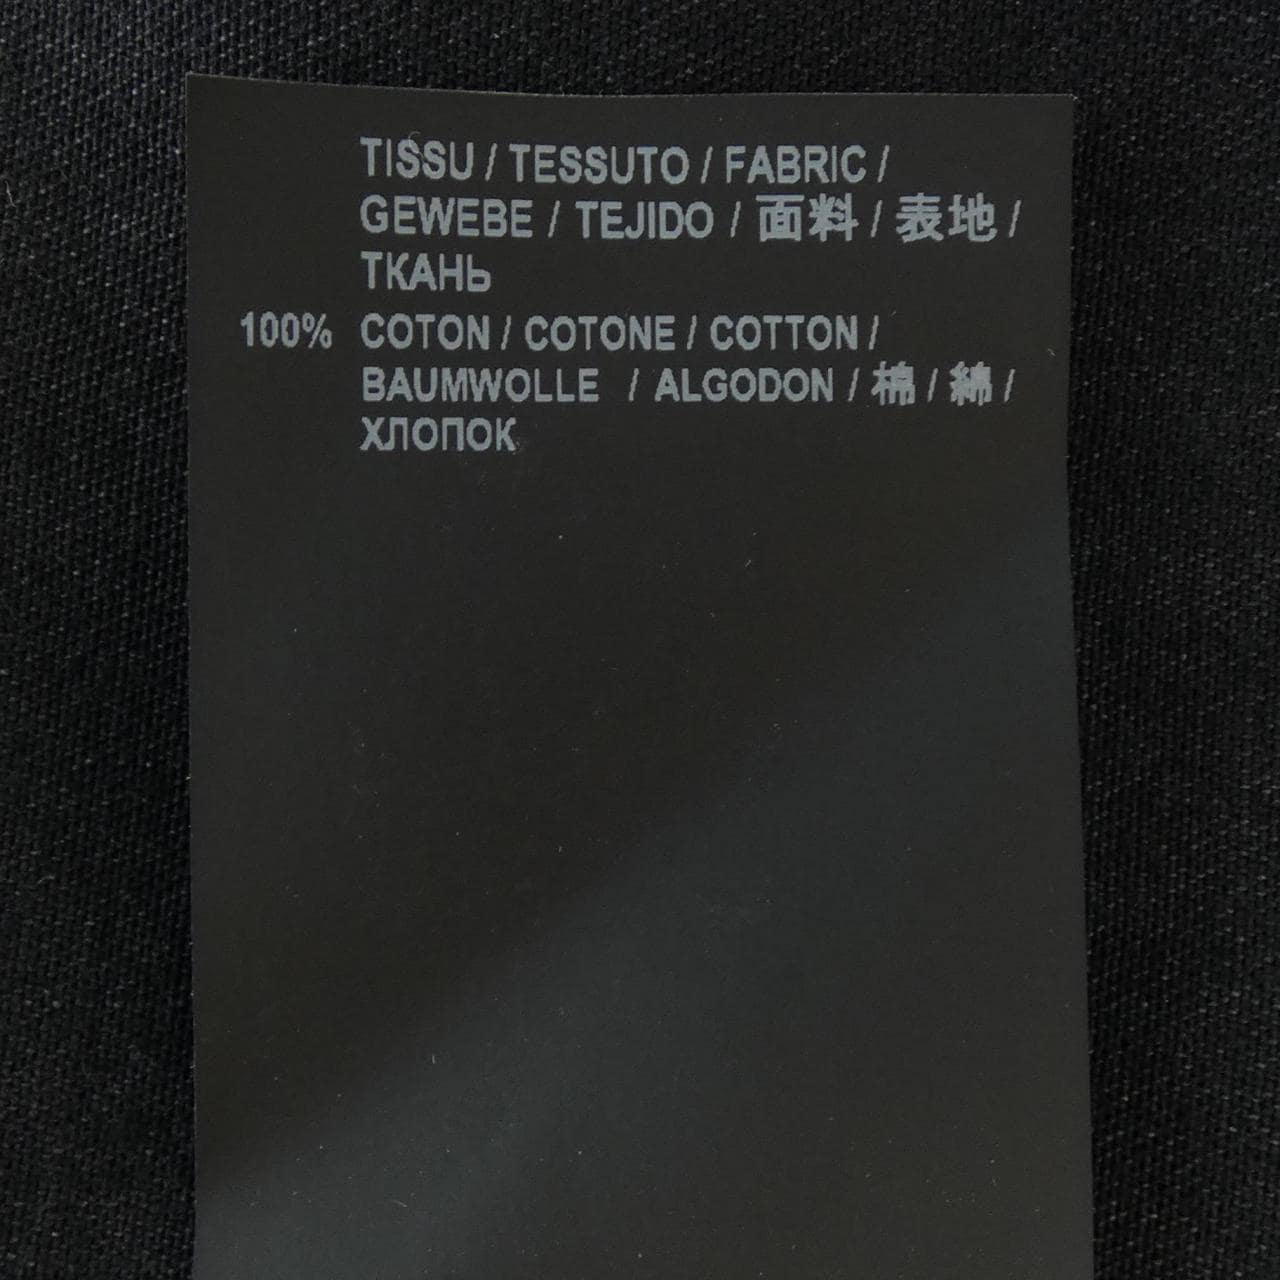 TISSU / TESSUTO / FABRIC /
GEWEBE / TEJIDO / 面料 / 表地 /
ТКАНЬ
100% COTON / COTONE / COTTON /
BAUMWOLLE / ALGODON / 棉 / 綿 /
ХЛОПОК